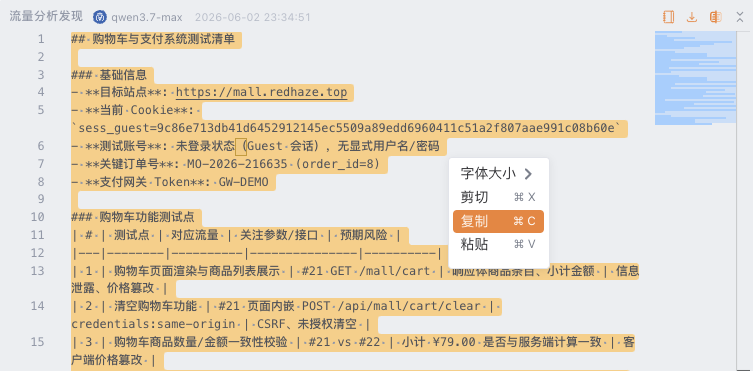 流量分析发现 qwen3.7-max 2026-06-02 23:34:51
1 ## 购物车与支付系统测试清单
2
3 ### 基础信息
4 - **目标站点**: https://mall.redhaze.top
5 - **当前 Cookie**:
`sess_guest=9c86e713db41d6452912145ec5509a89edd6960411c51a2f807aae991c08b60e`
6 - **测试账号**: 未登录状态（Guest 会话），无显式用户名/密码
7 - **关键订单号**: MO-2026-216635 (order_id=8)
8 - **支付网关 Token**: GW-DEMO
9
10 ### 购物车功能测试点
11 | # | 测试点 | 对应流量 | 关注参数/接口 | 预期风险 |
12 |---|--------|----------|---------------|----------|
13 | 1 | 购物车页面渲染与商品列表展示 | #21 GET /mall/cart | 响应体商品条目、小计金额 | 信息
泄露、价格篡改 |
14 | 2 | 清空购物车功能 | #21 页面内嵌 POST /api/mall/cart/clear |
credentials:same-origin | CSRF、未授权清空 |
15 | 3 | 购物车商品数量/金额一致性校验 | #21 vs #22 | 小计 ¥79.00 是否与服务端计算一致 | 客
户端价格篡改 |
字体大小
剪切 ⌘ X
复制 ⌘ C
粘贴 ⌘ V